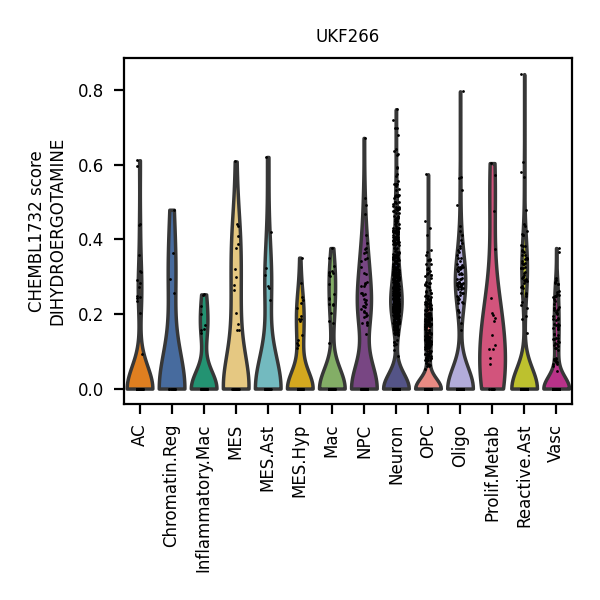 UKF266
CHEMBL1732 score
DIHYDROERGOTAMINE
0.8
0.6
0.4
0.2
0.0
AC
Chromatin.Reg
Inflammatory.Mac
MES
MES.Ast
MES.Hyp
Mac
NPC
Neuron
OPC
Oligo
Prolif.Metab
Reactive.Ast
Vasc